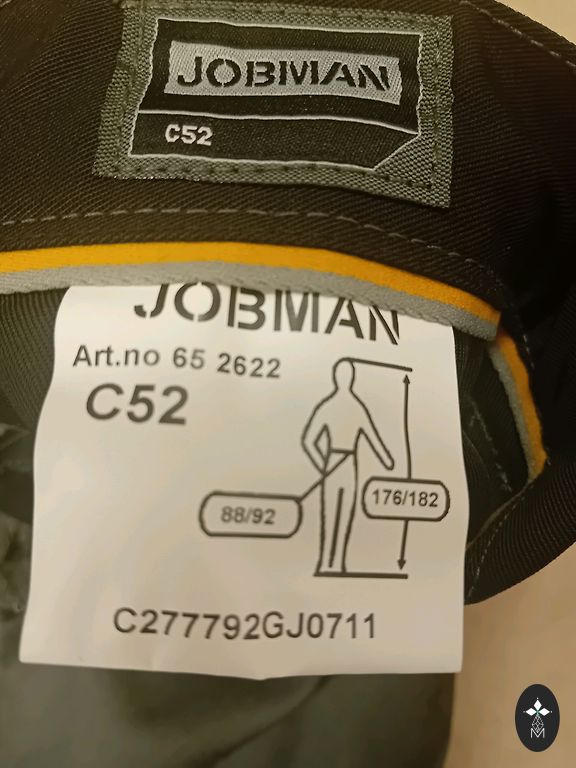 JOBMAN
C52
JOBMAN
Art.no 65 2622
C52
88/92
176/182
C277792GJ0711
M